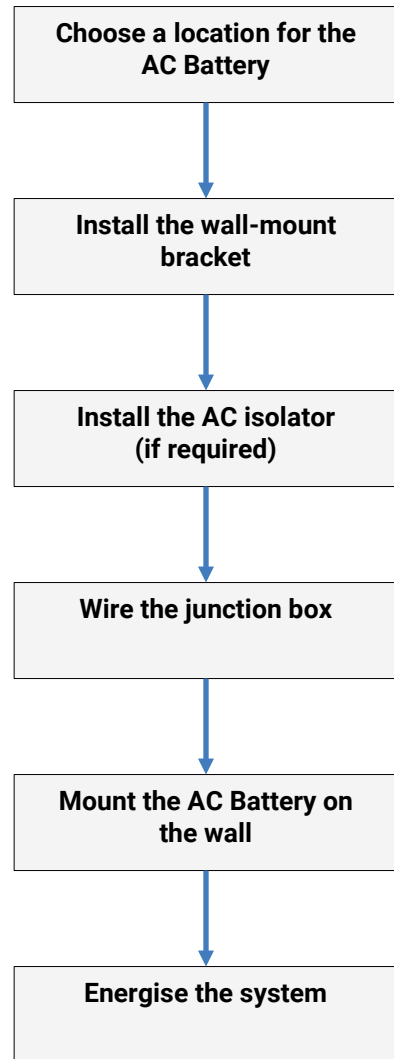 Choose a location for the
AC Battery
Install the wall-mount
bracket
Install the AC isolator
(if required)
Wire the junction box
Mount the AC Battery on
the wall
Energise the system